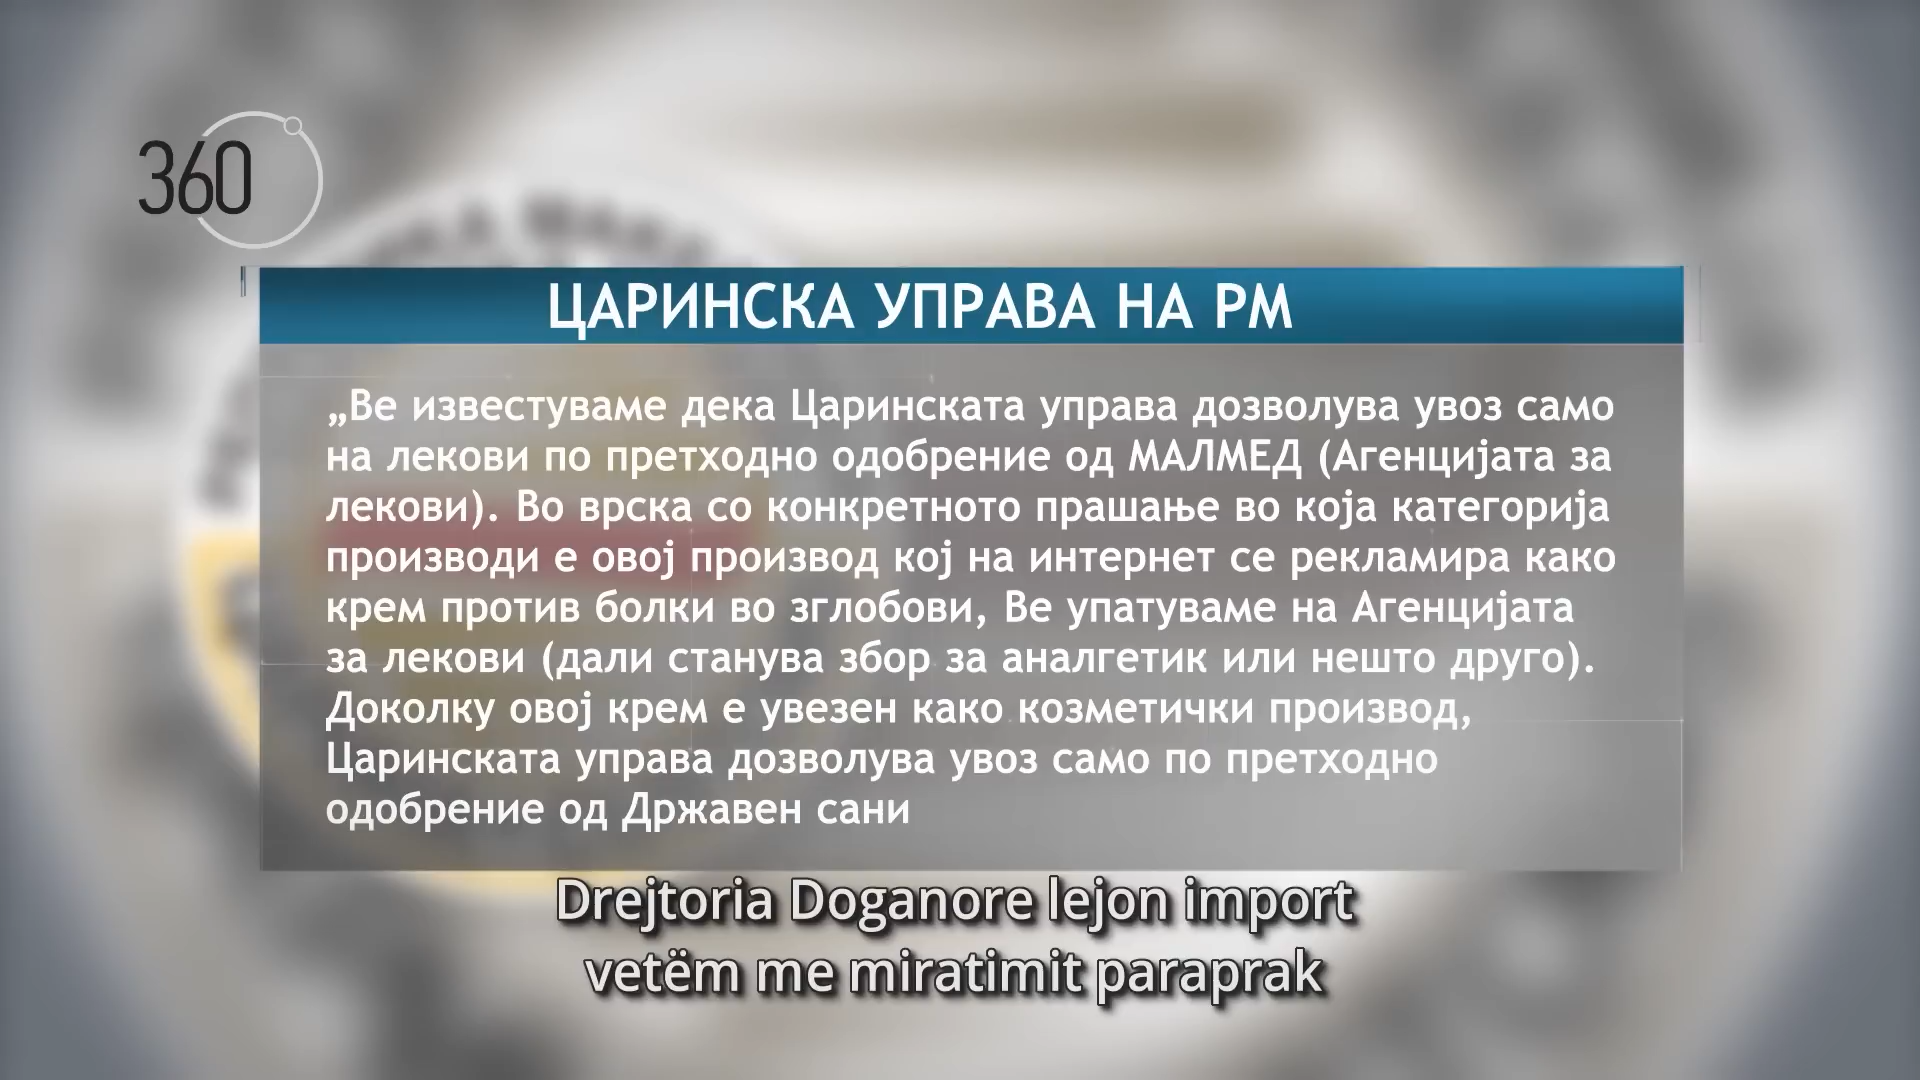 360
ЦАРИНСКА УПРАВА НА РМ
„Ве известуваме дека Царинската управа дозволува увоз само
на лекови по претходно одобрение од МАЛМЕД (Агенцијата за
лекови). Во врска со конкретното прашање во која категорија
производи е овој производ кој на интернет се рекламира како
крем против болки во зглобови, Ве упатуваме на Агенцијата
за лекови (дали станува збор за аналгетик или нешто друго).
Доколку овој крем е увезен како козметички производ,
Царинската управа дозволува увоз само по претходно
одобрение од Државен сани
Drejtoria Doganore lejon import
vetëm me miratimit paraprak